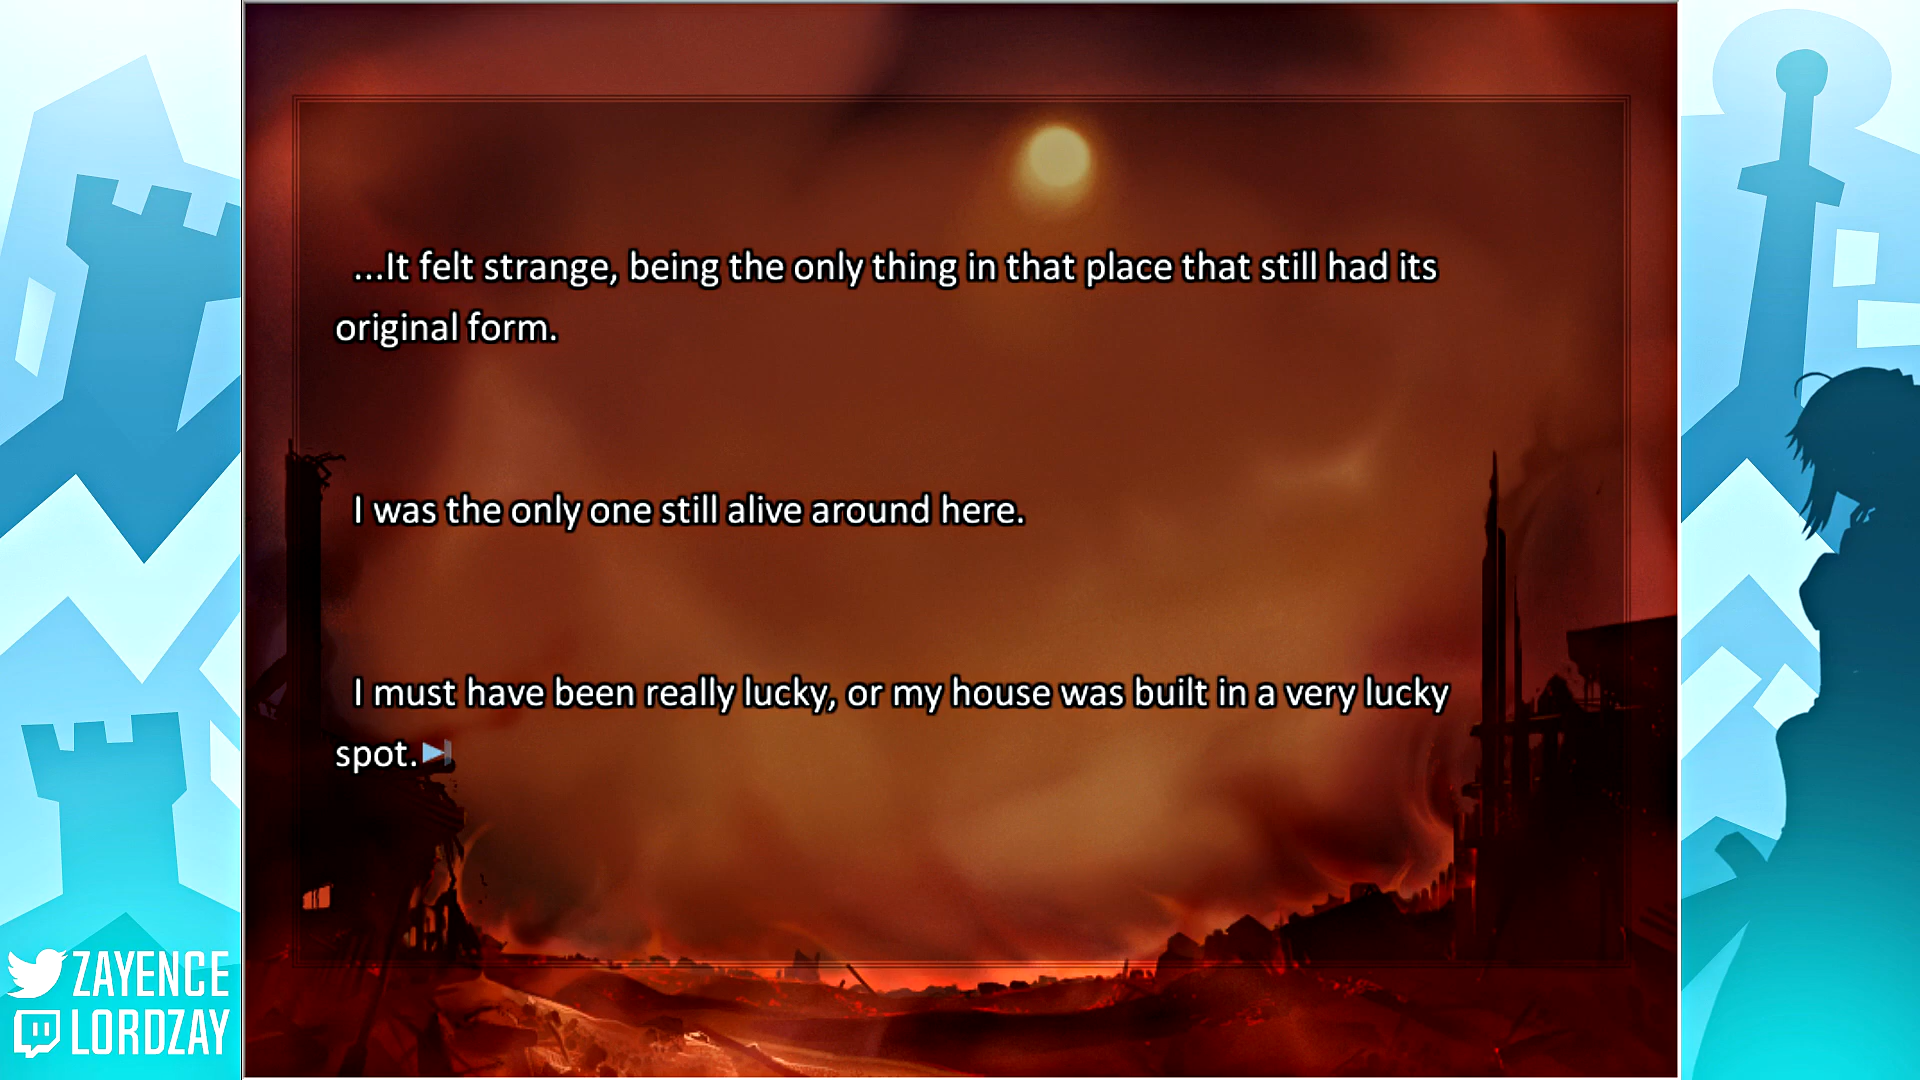 ...It felt strange, being the only thing in that place that still had its
original form.
I was the only one still alive around here.
I must have been really lucky, or my house was built in a very lucky
spot.
ZAYENCE
LORDZAY